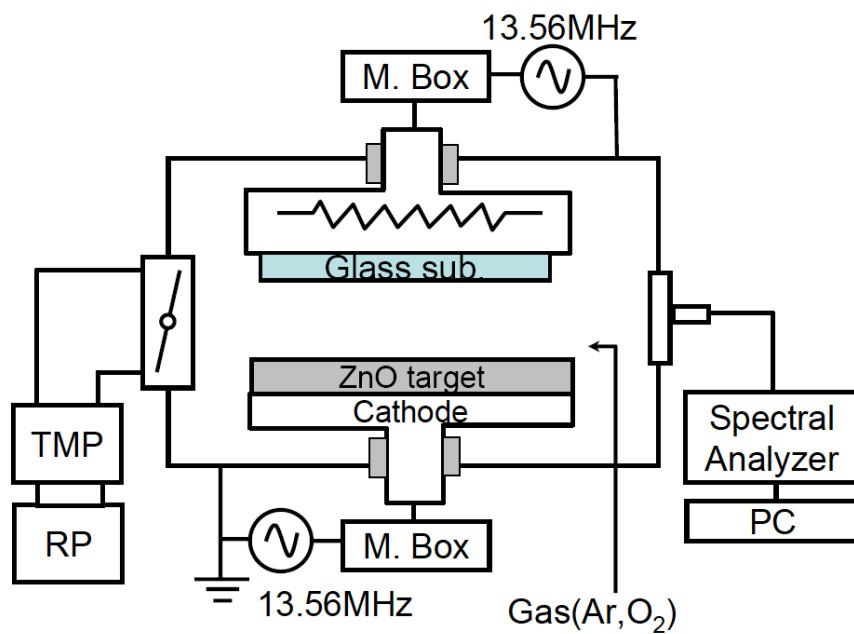 13.56MHz
M. Box
Glass sub.
ZnO target
Cathode
TMP
RP
Spectral
Analyzer
PC
M. Box
13.56MHz
Gas(Ar,O₂)